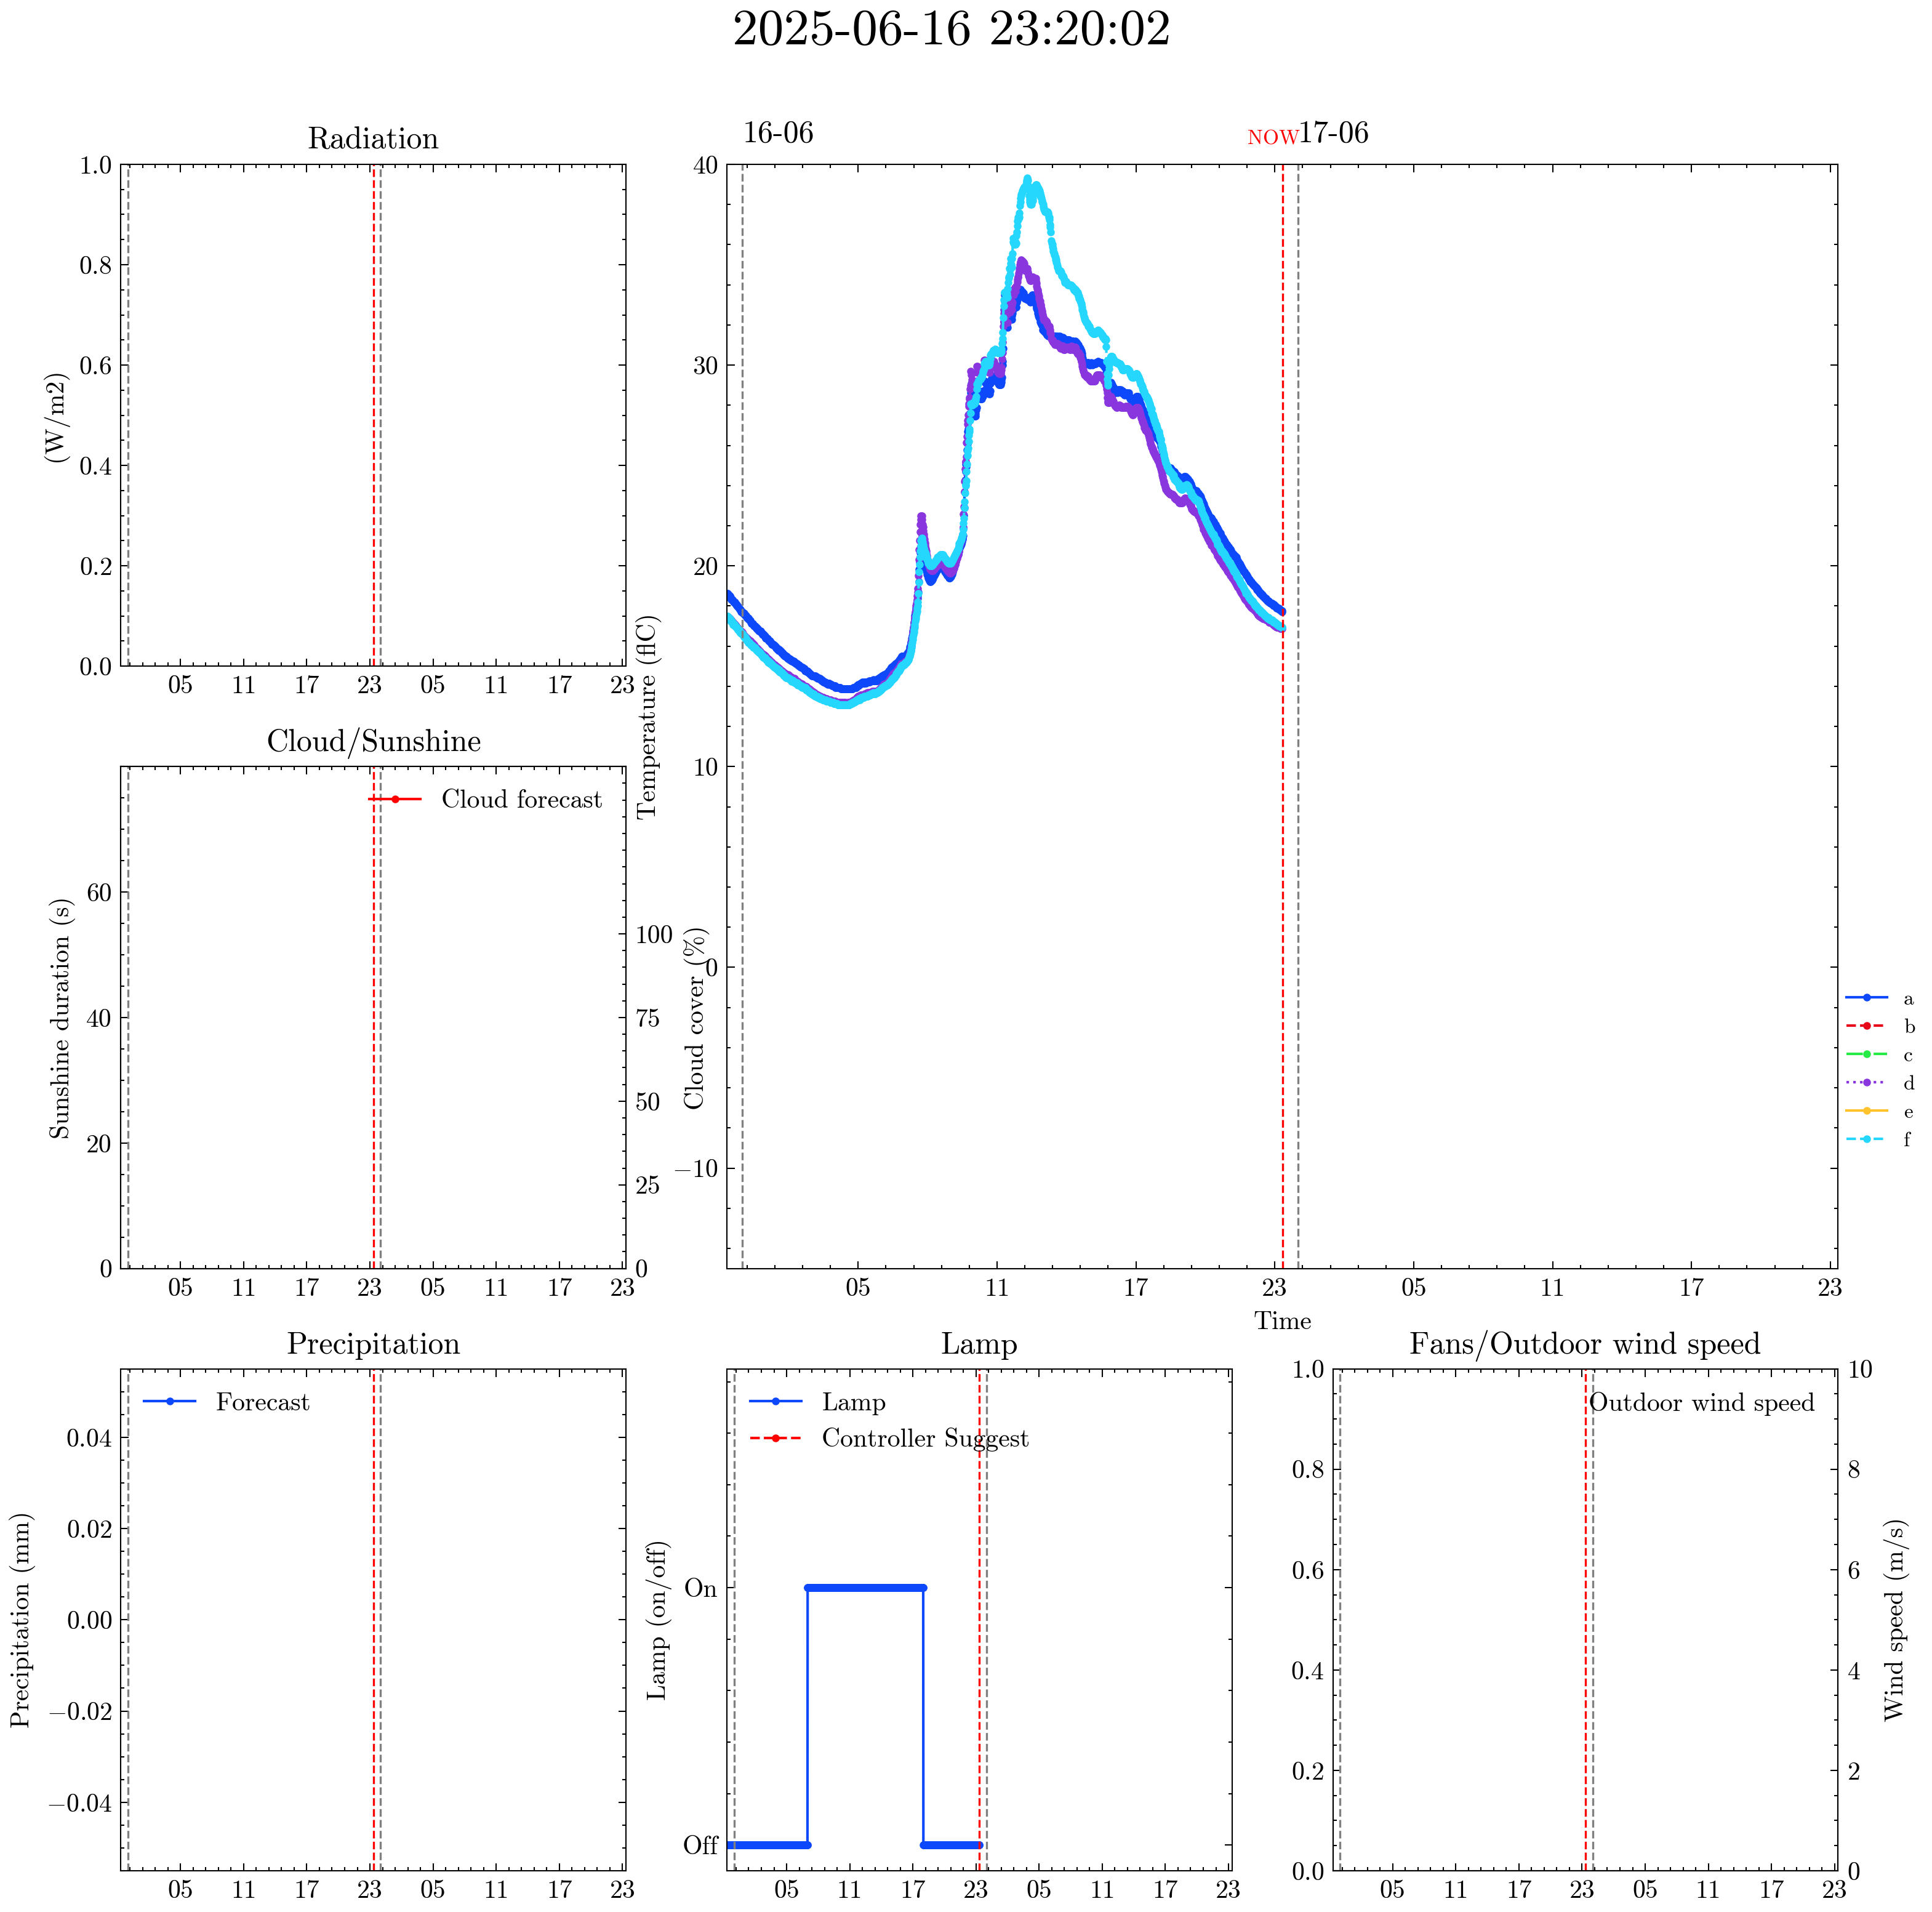 2025-06-16 23:20:02
Radiation
(W/m2)
1.0
0.8
0.6
0.4
0.2
0.0
05 11 17 23 05 11 17 23
16-06
NOW
17-06
Temperature (flC)
40
30
20
10
0
−10
05 11 17 23 05 11 17 23
Time
a
b
c
d
e
f
Cloud/Sunshine
Cloud forecast
Sunshine duration (s)
60
40
20
0
Cloud cover (%)
100
75
50
25
0
05 11 17 23 05 11 17 23
Precipitation
Forecast
Precipitation (mm)
0.04
0.02
0.00
−0.02
−0.04
05 11 17 23 05 11 17 23
Lamp
Lamp
Controller Suggest
Lamp (on/off)
On
Off
05 11 17 23 05 11 17 23
Fans/Outdoor wind speed
Outdoor wind speed
1.0
0.8
0.6
0.4
0.2
0.0
10
8
6
4
2
0
Wind speed (m/s)
05 11 17 23 05 11 17 23